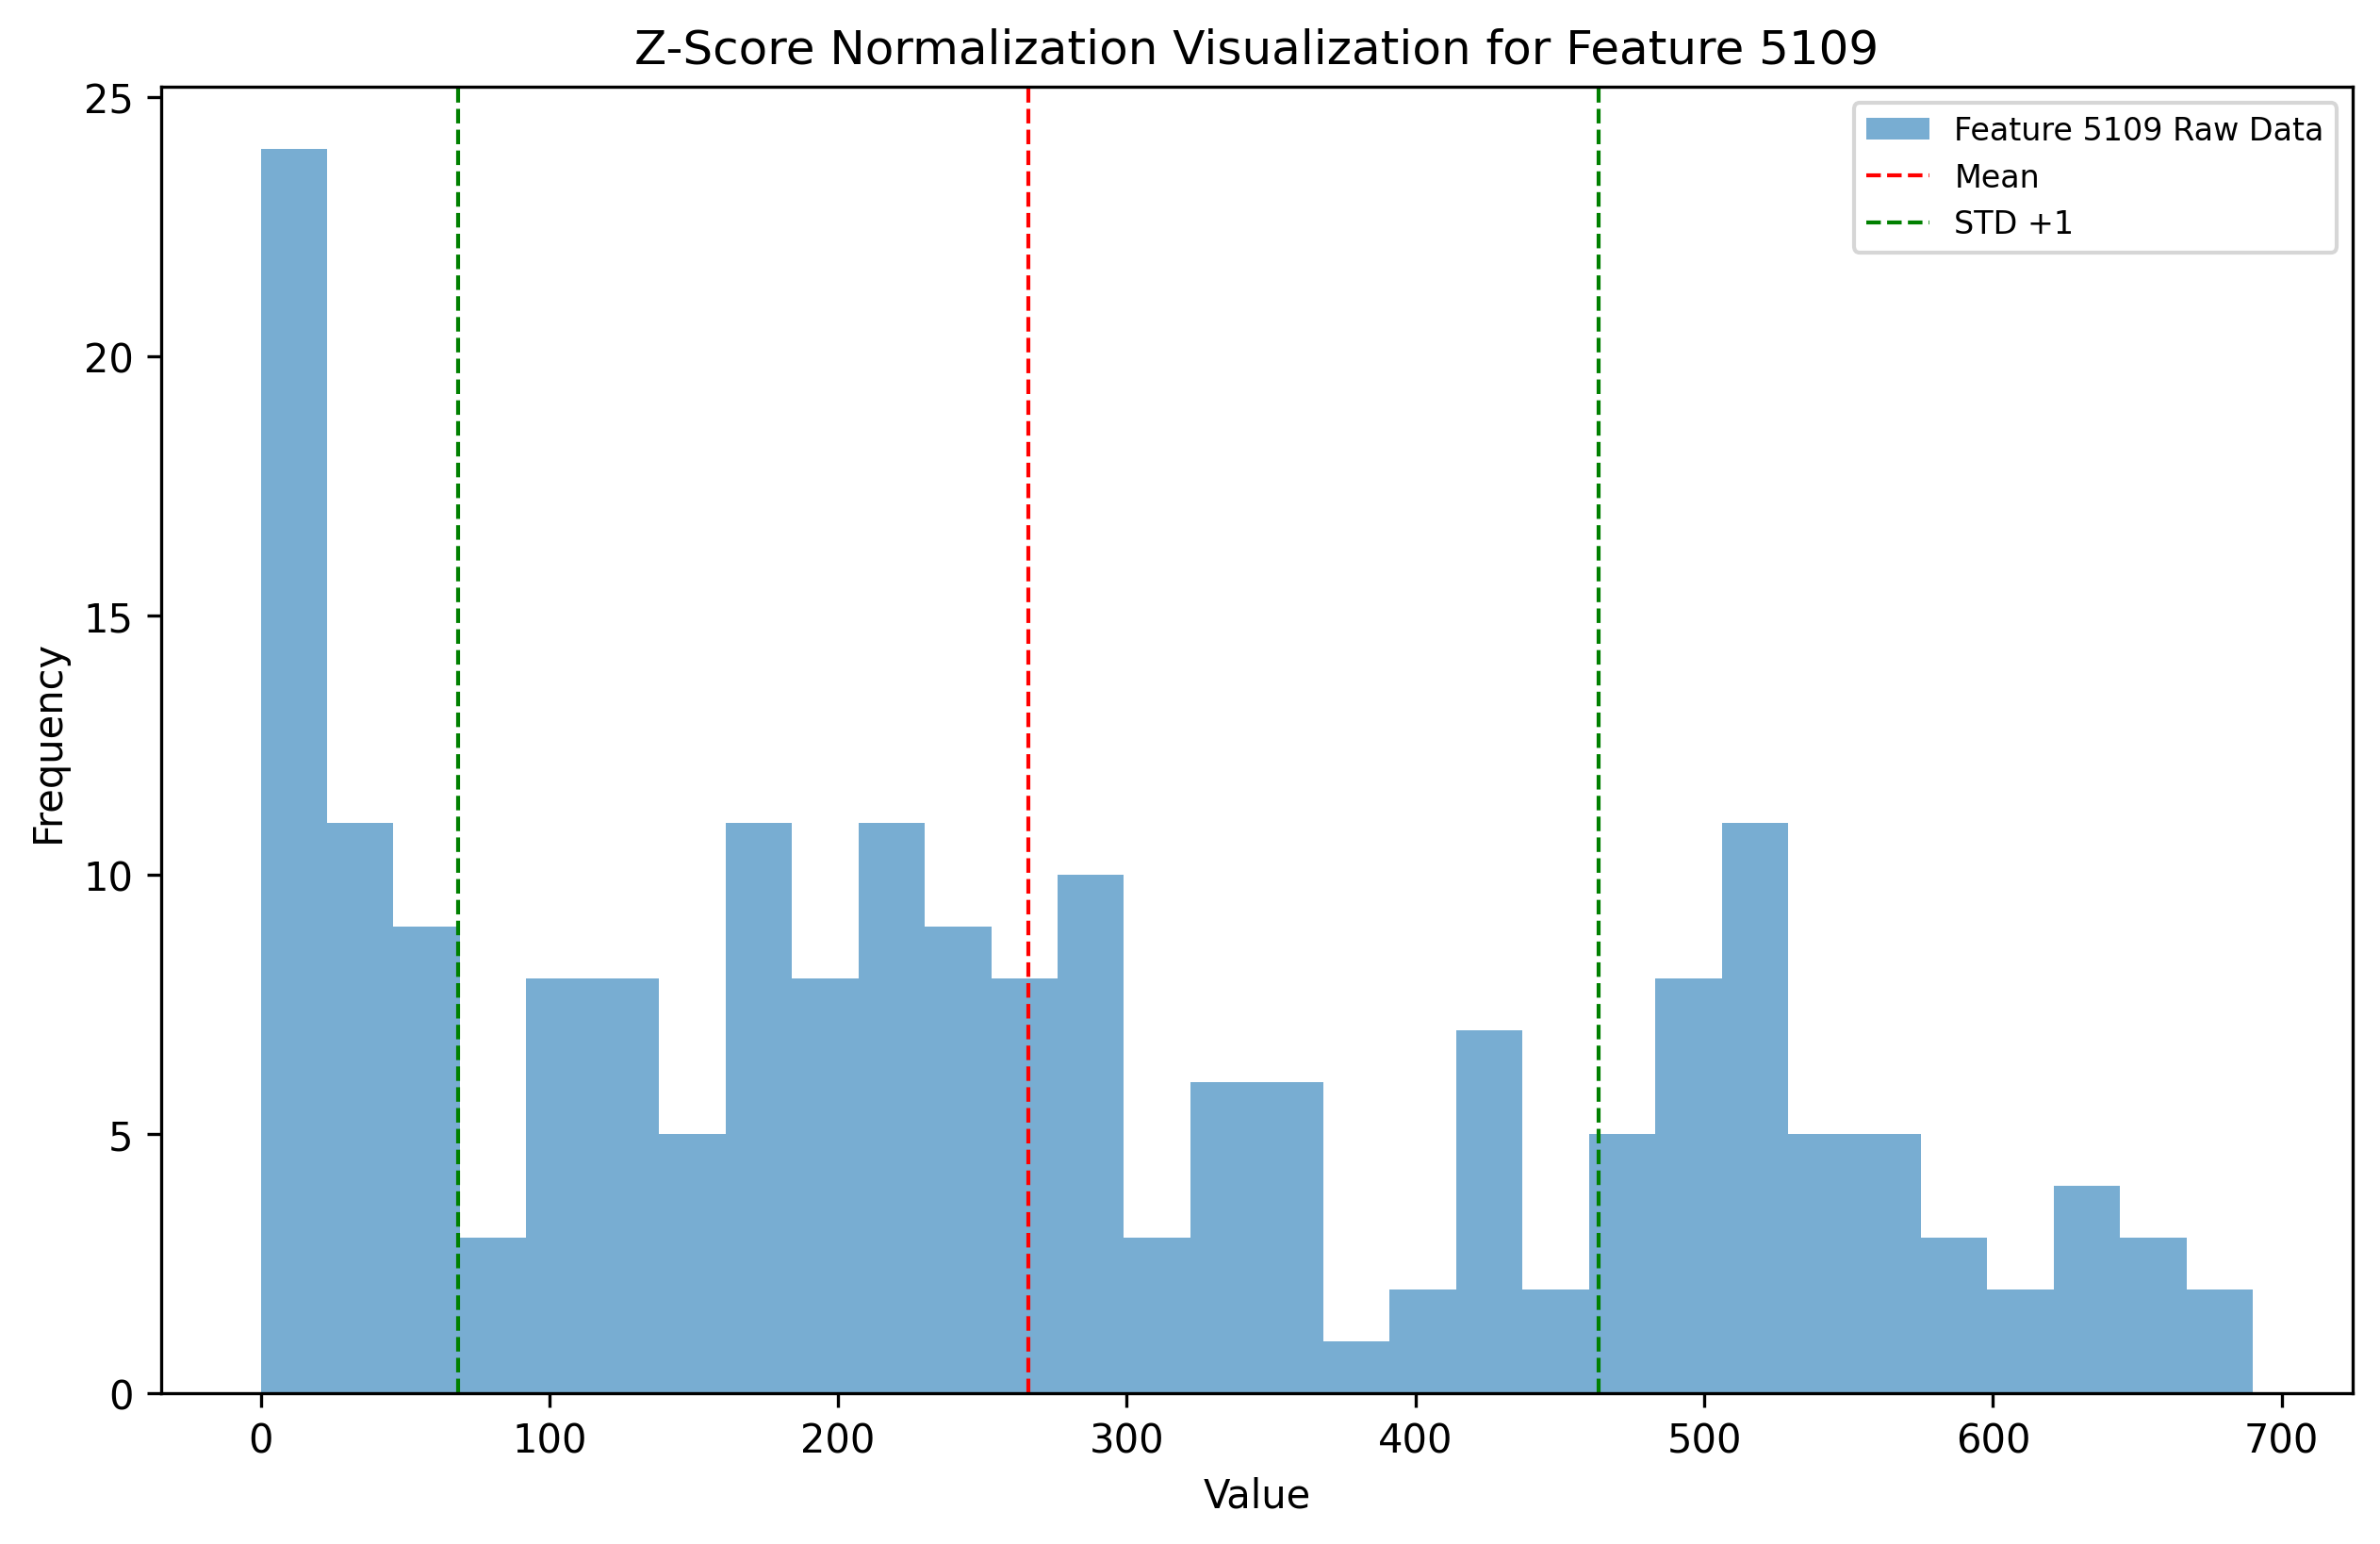 Z-Score Normalization Visualization for Feature 5109
Feature 5109 Raw Data
Mean
STD +1
25
20
15
10
5
0
Frequency
0 100 200 300 400 500 600 700
Value